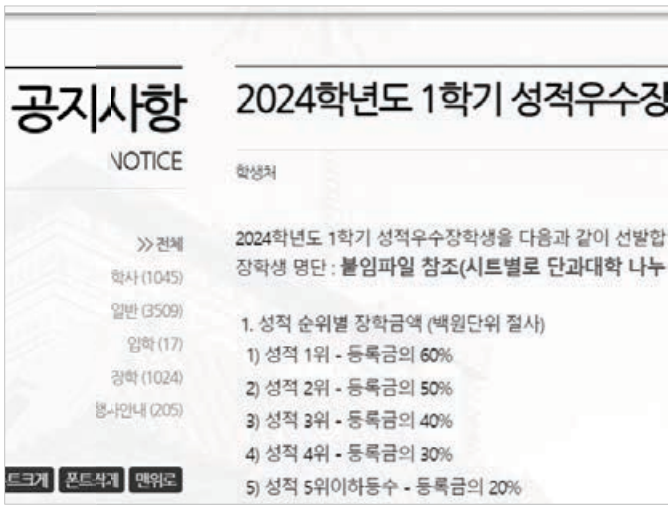 공지사항
NOTICE
>> 전체
학사 (1045)
일반 (3509)
입학 (17)
장학 (1024)
행사안내 (205)
트크게 폰트작게 맨위로
2024학년도 1학기 성적우수장
학생처
2024학년도 1학기 성적우수장학생을 다음과 같이 선발합
장학생 명단 : 붙임파일 참조(시트별로 단과대학 나누
1. 성적 순위별 장학금액 (백원단위 절사)
1) 성적 1위 - 등록금의 60%
2) 성적 2위 - 등록금의 50%
3) 성적 3위 - 등록금의 40%
4) 성적 4위 - 등록금의 30%
5) 성적 5위이하등수 - 등록금의 20%